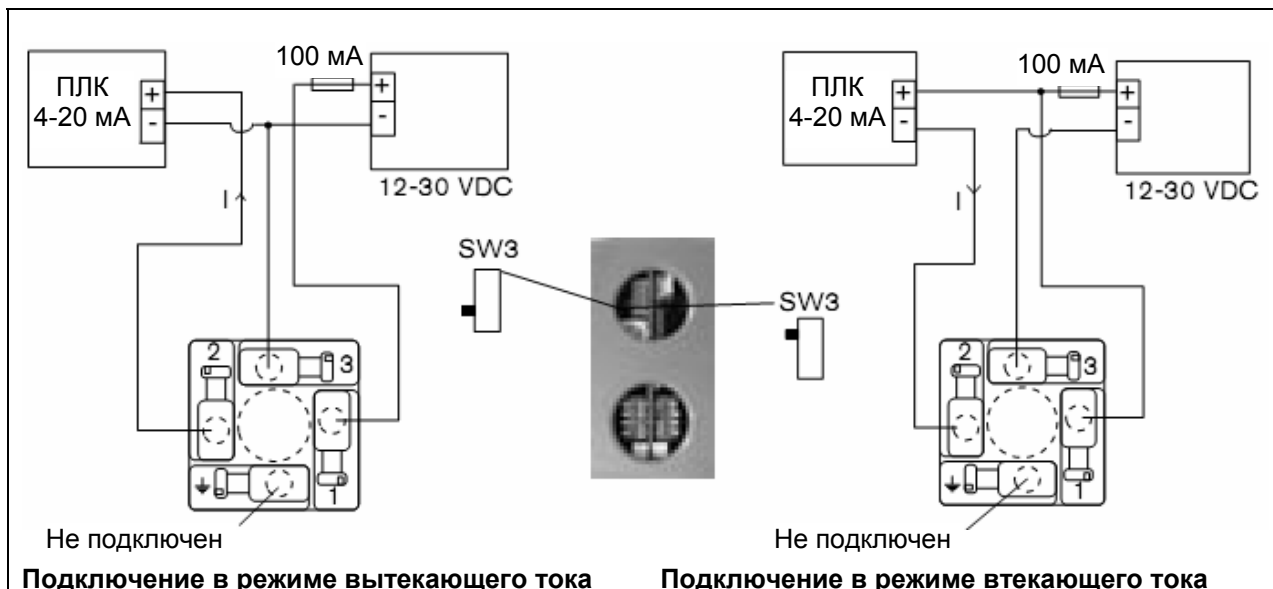 100 мА
ПЛК
4-20 мА
+
-
+
-
12-30 VDC
I
SW3
2
3
1
Не подключен
Подключение в режиме вытекающего тока
100 мА
ПЛК
4-20 мА
+
-
+
-
12-30 VDC
I
SW3
2
3
1
Не подключен
Подключение в режиме втекающего тока